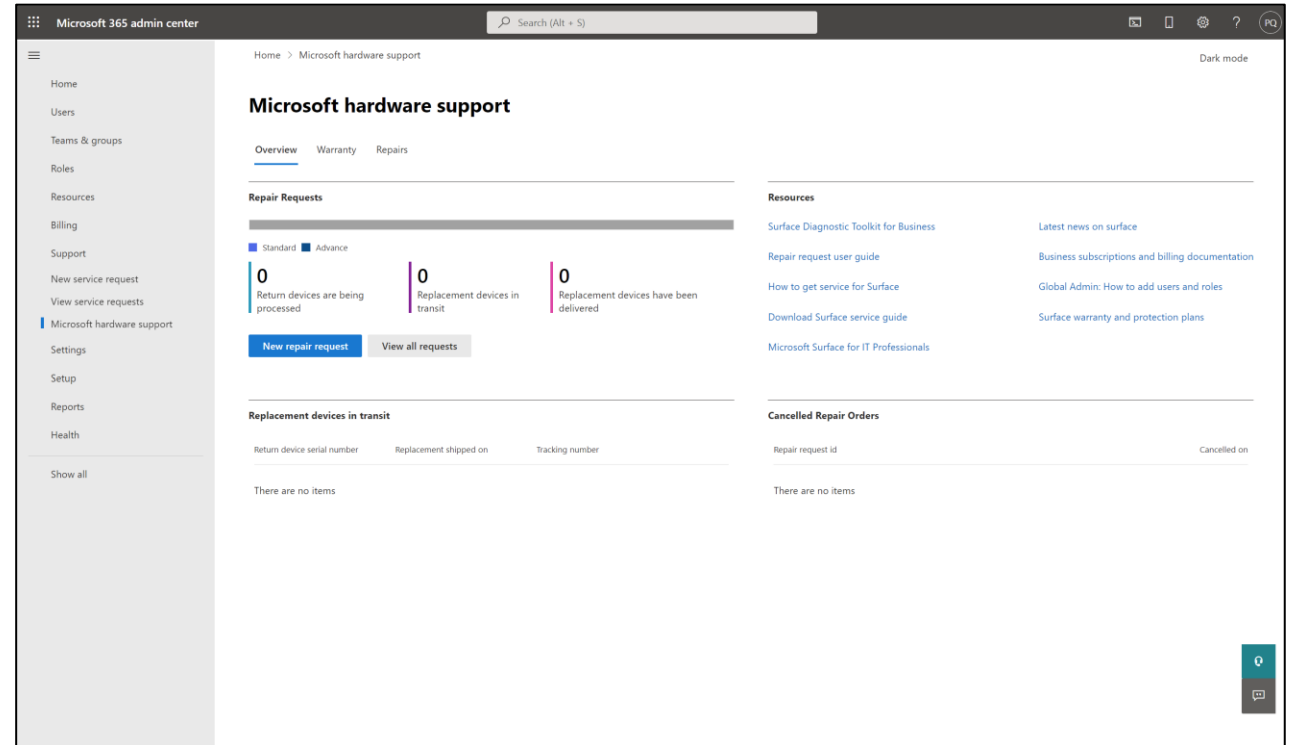 Microsoft 365 admin center
Search (Alt + S)
?
PQ
Home > Microsoft hardware support
Dark mode
Home
Users
Teams & groups
Roles
Resources
Billing
Support
New service request
View service requests
Microsoft hardware support
Settings
Setup
Reports
Health
Show all
Microsoft hardware support
Overview Warranty Repairs
Repair Requests
Standard Advance
0
Return devices are being
processed
0
Replacement devices in
transit
0
Replacement devices have been
delivered
New repair request View all requests
Resources
Surface Diagnostic Toolkit for Business
Repair request user guide
How to get service for Surface
Download Surface service guide
Microsoft Surface for IT Professionals
Latest news on surface
Business subscriptions and billing documentation
Global Admin: How to add users and roles
Surface warranty and protection plans
Replacement devices in transit
Return device serial number Replacement shipped on Tracking number
There are no items
Cancelled Repair Orders
Repair request id Cancelled on
There are no items